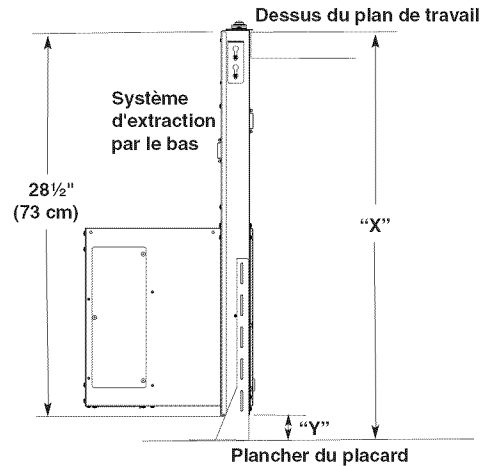 Dessus du plan de travail
Système
d'extraction
par le bas
28½"
(73 cm)
“X”
“Y”
Plancher du placard